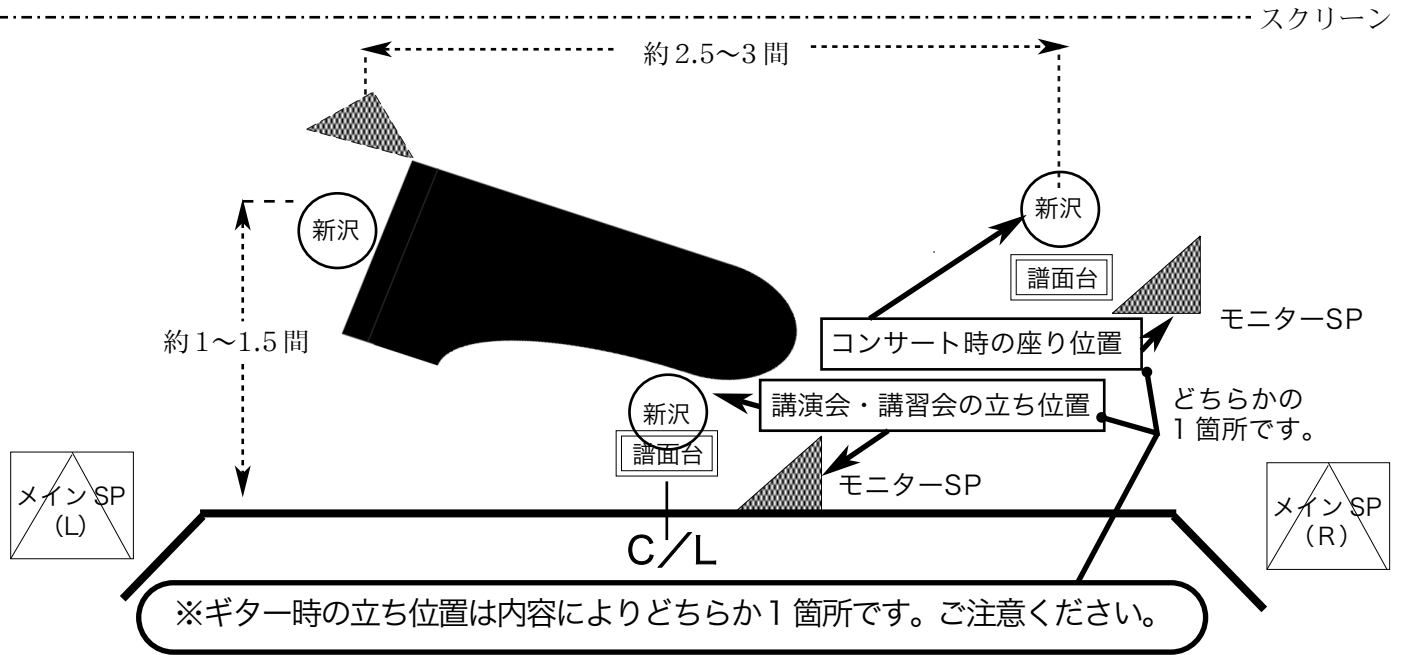 スクリーン
約2.5〜3間
新沢
新沢
譜面台
モニターSP
コンサート時の座り位置
約1〜1.5間
講演会・講習会の立ち位置
どちらかの
1箇所です。
新沢
譜面台
モニターSP
メインSP
（L）
メインSP
（R）
C／L
※ギター時の立ち位置は内容によりどちらか1箇所です。ご注意ください。